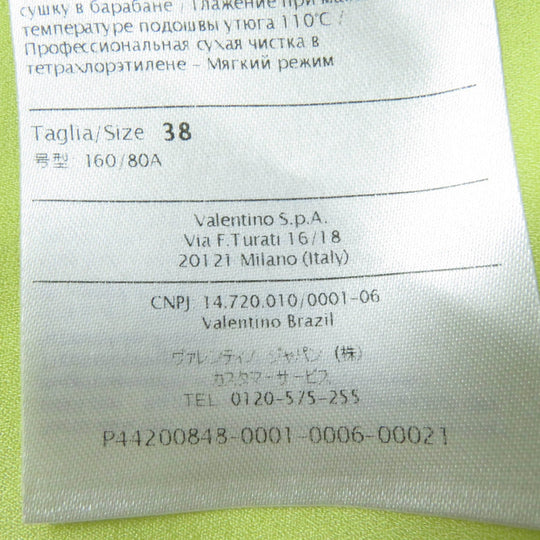 сушку в барабане / Глажение при
температуре подошвы утюга 110°C /
Профессиональная сухая чистка в
тетрахлорэтилене – Мягкий режим
Taglia/Size 38
号型 160/80A
Valentino S.p.A.
Via F.Turati 16/18
20121 Milano (Italy)
CNPJ 14.720.010/0001-06
Valentino Brazil
ヴァレンティノ ジャパン (株)
カスタマーサービス
TEL 0120-575-255
P44200848-0001-0006-00021